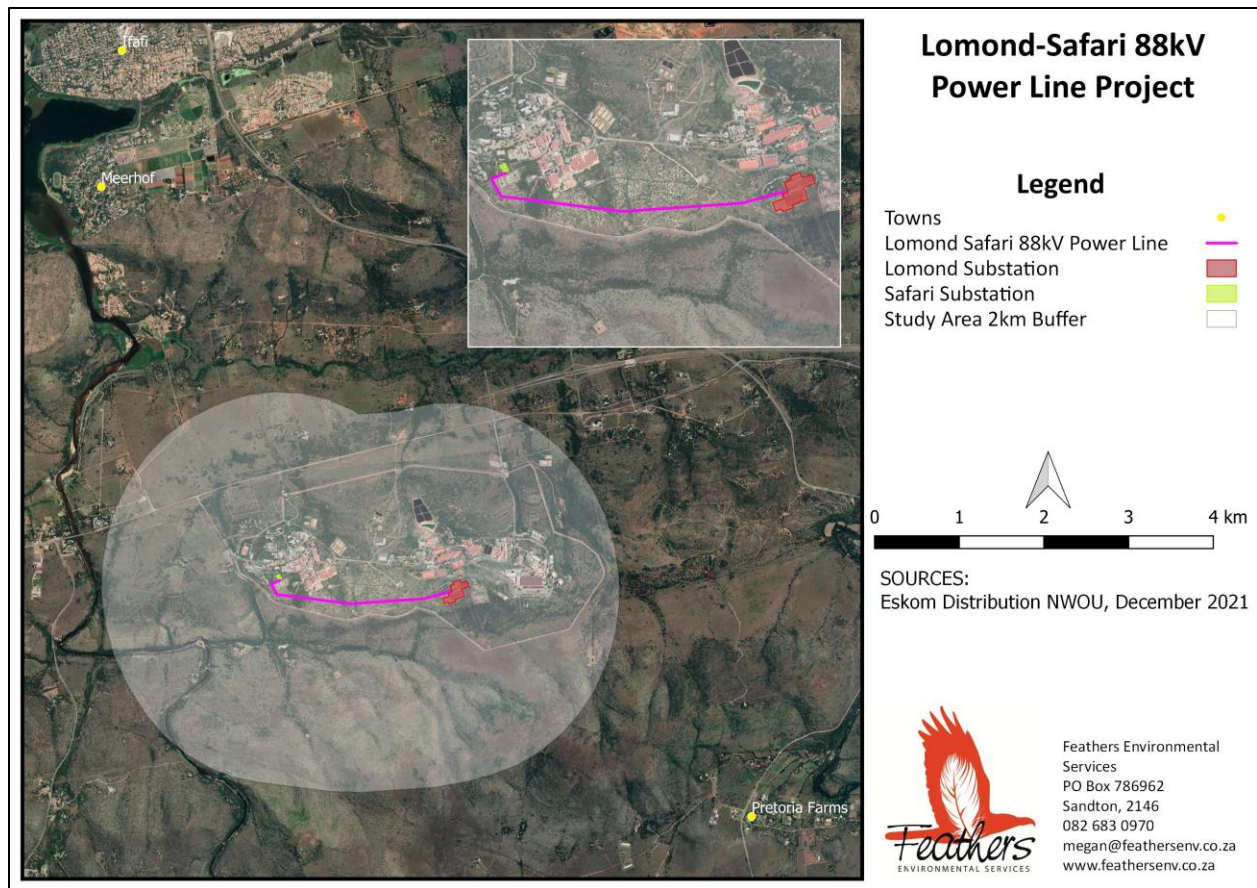 Ifafi
Meerhof
Pretoria Farms
Lomond-Safari 88kV
Power Line Project
Legend
Towns
Lomond Safari 88kV Power Line
Lomond Substation
Safari Substation
Study Area 2km Buffer
0 1 2 3 4 km
SOURCES:
Eskom Distribution NWOU, December 2021
Feathers
ENVIRONMENTAL SERVICES
Feathers Environmental
Services
PO Box 786962
Sandton, 2146
082 683 0970
megan@feathersenv.co.za
www.feathersenv.co.za